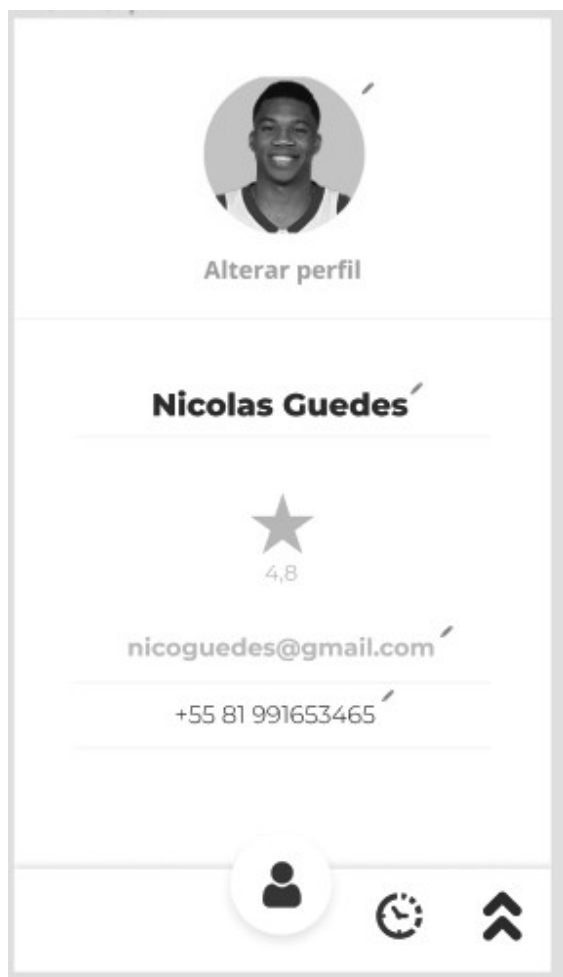 Alterar perfil
Nicolas Guedes
4,8
nicoguedes@gmail.com
+55 81 991653465